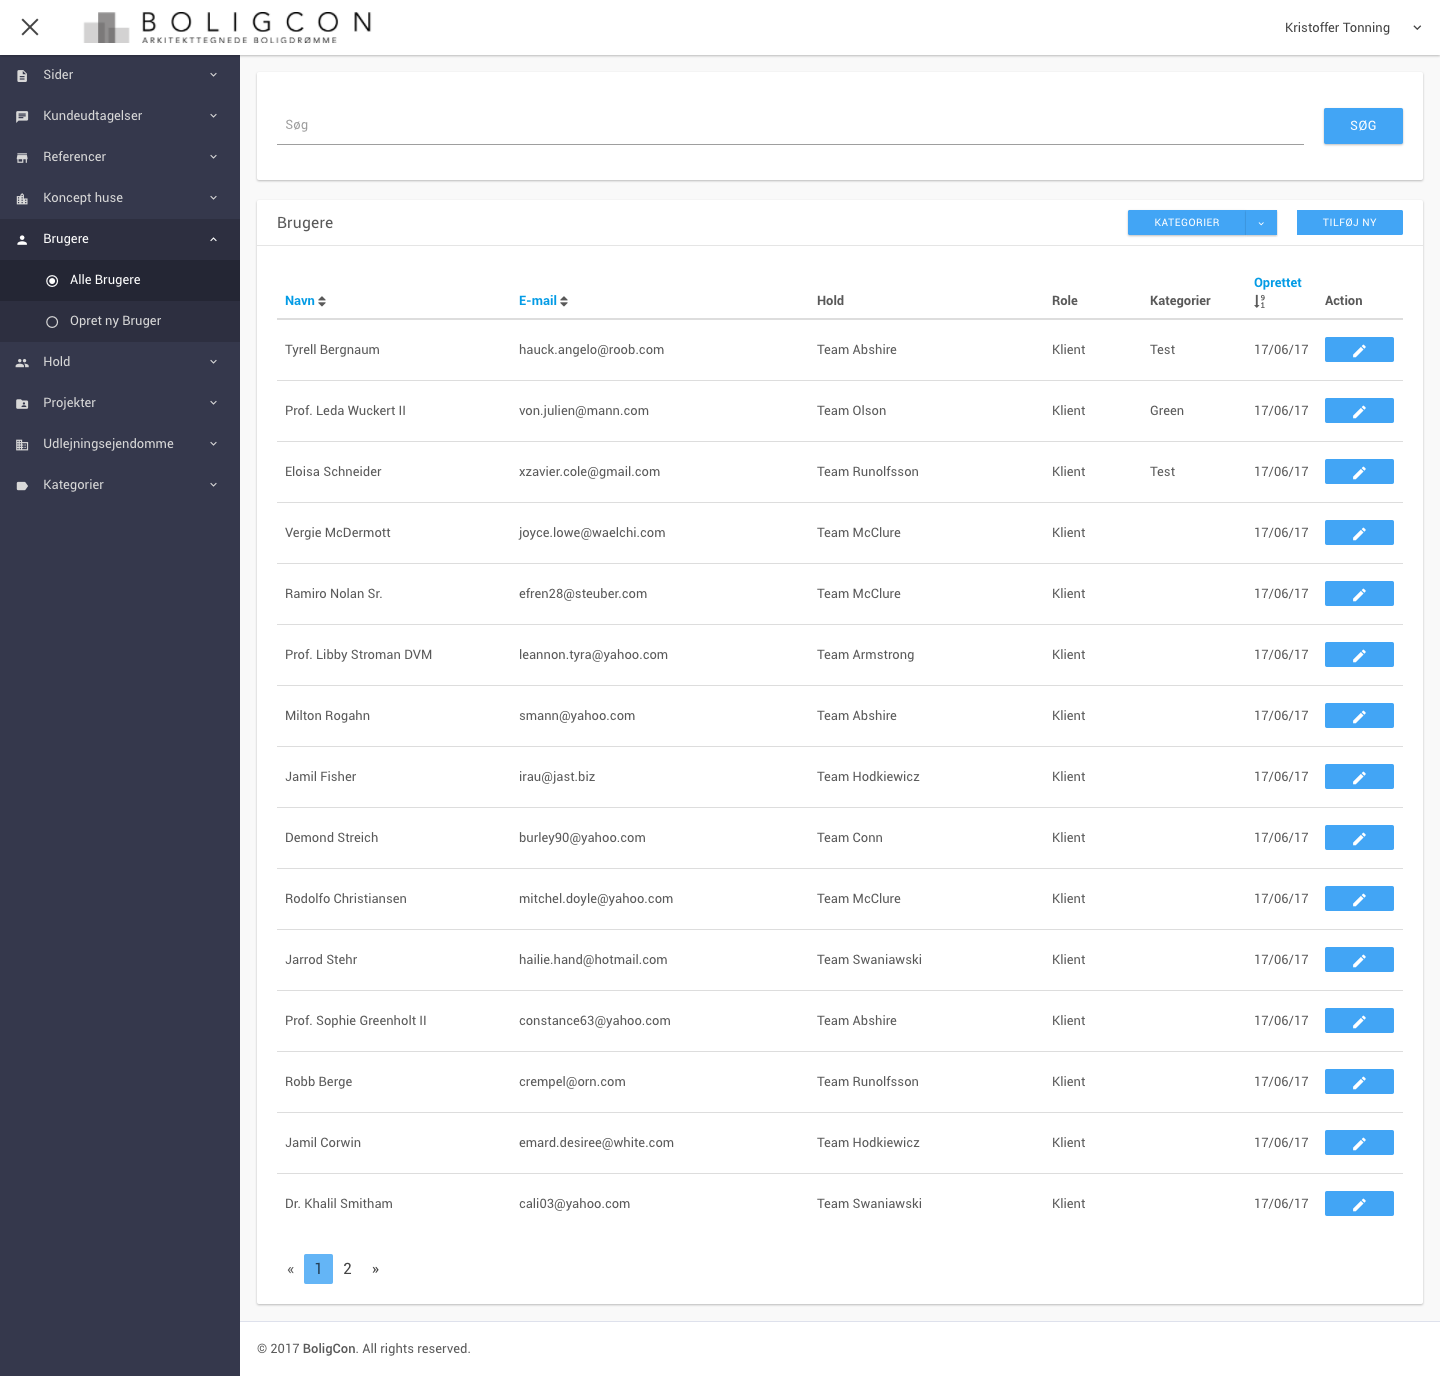 BOLIGCON
ARKITEKTTEGNEDE BOLIGDRØMME
Kristoffer Tonning
Sider
Kundeudtagelser
Referencer
Koncept huse
Brugere
Alle Brugere
Opret ny Bruger
Hold
Projekter
Udlejningsejendomme
Kategorier
Søg
SØG
Brugere
KATEGORIER
TILFØJ NY
Navn E-mail Hold Role Kategorier Oprettet Action
Tyrell Bergnaum hauck.angelo@roob.com Team Abshire Klient Test 17/06/17
Prof. Leda Wuckert II von.julien@mann.com Team Olson Klient Green 17/06/17
Eloisa Schneider xzavier.cole@gmail.com Team Runolfsson Klient Test 17/06/17
Vergie McDermott joyce.lowe@waelchi.com Team McClure Klient 17/06/17
Ramiro Nolan Sr. efren28@steuber.com Team McClure Klient 17/06/17
Prof. Libby Stroman DVM leannon.tyra@yahoo.com Team Armstrong Klient 17/06/17
Milton Rogahn smann@yahoo.com Team Abshire Klient 17/06/17
Jamil Fisher irau@jast.biz Team Hodkiewicz Klient 17/06/17
Demond Streich burley90@yahoo.com Team Conn Klient 17/06/17
Rodolfo Christiansen mitchel.doyle@yahoo.com Team McClure Klient 17/06/17
Jarrod Stehr hailie.hand@hotmail.com Team Swaniawski Klient 17/06/17
Prof. Sophie Greenholt II constance63@yahoo.com Team Abshire Klient 17/06/17
Robb Berge crempel@orn.com Team Runolfsson Klient 17/06/17
Jamil Corwin emard.desiree@white.com Team Hodkiewicz Klient 17/06/17
Dr. Khalil Smitham cali03@yahoo.com Team Swaniawski Klient 17/06/17
« 1 2 »
© 2017 BoligCon. All rights reserved.